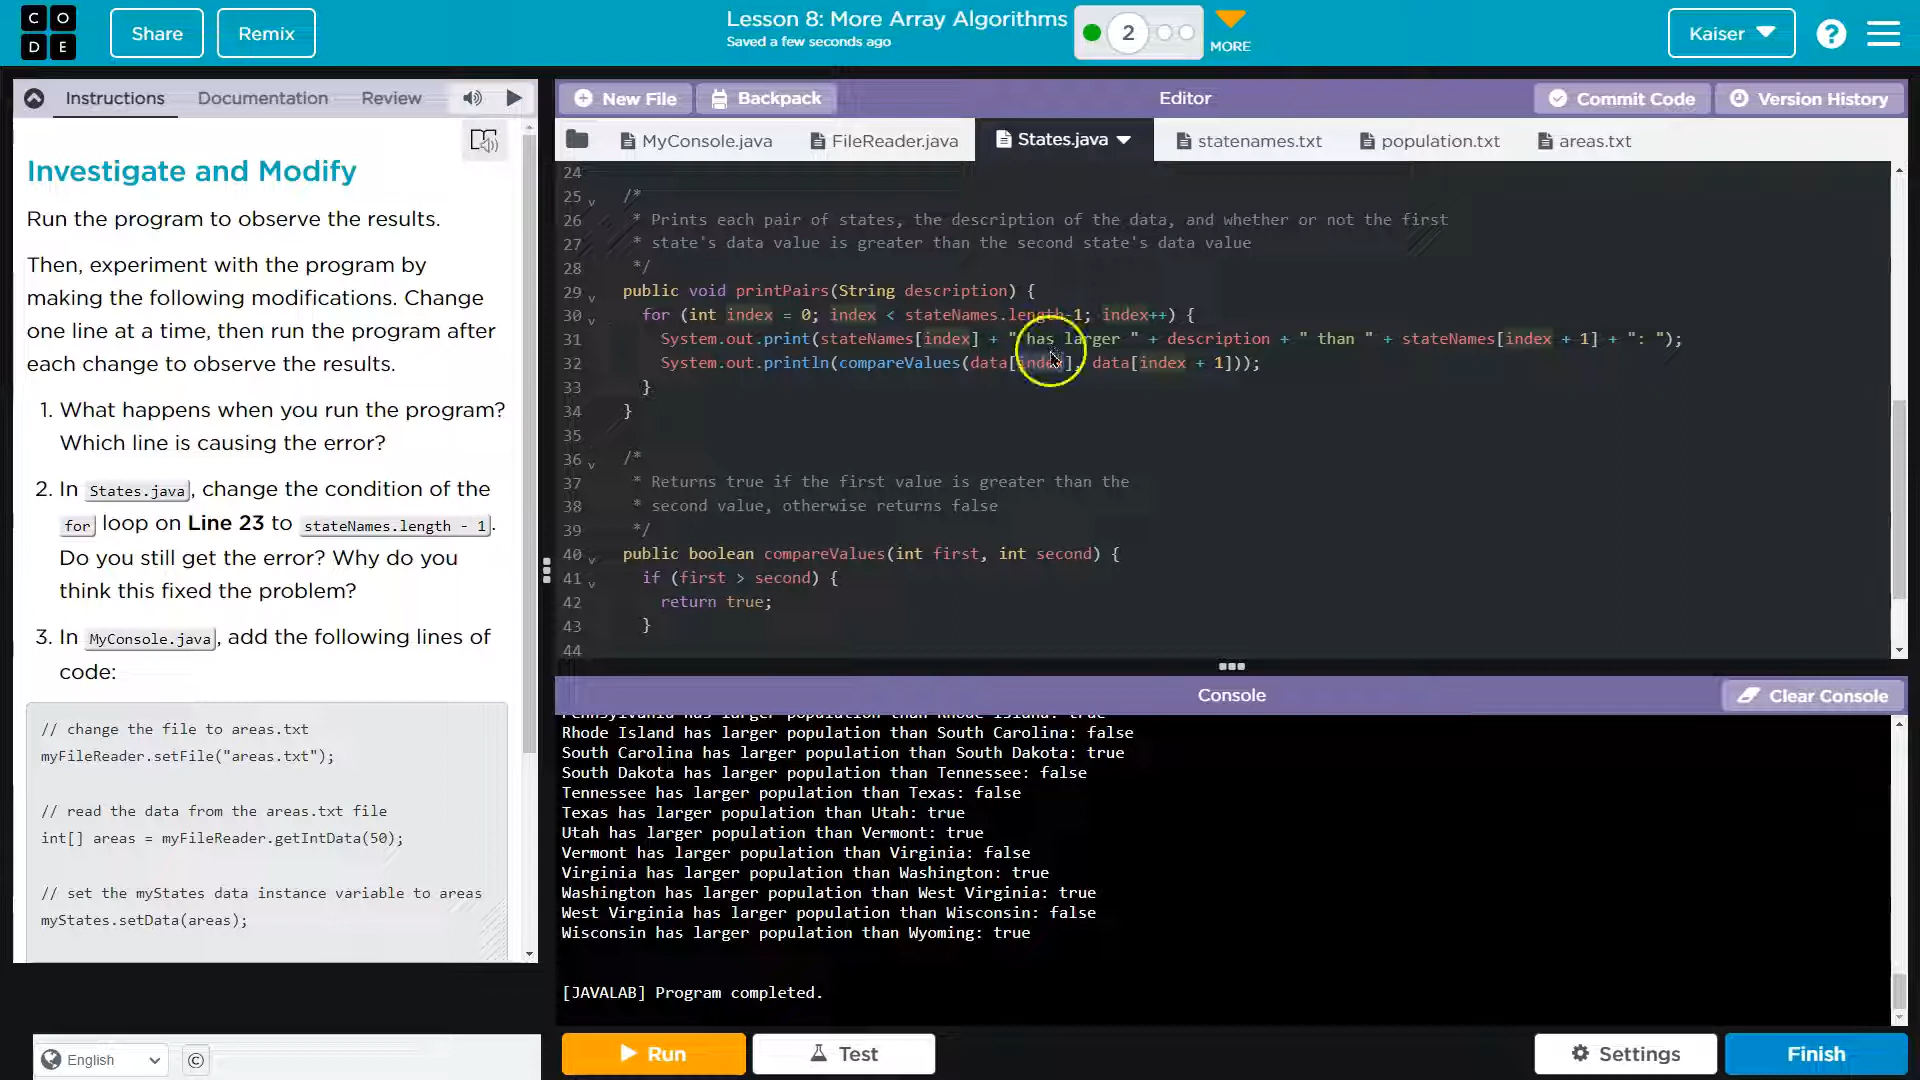 C O
D E
Share
Remix
Lesson 8: More Array Algorithms
Saved a few seconds ago
2
MORE
Kaiser
?
Instructions
Documentation
Review
New File
Backpack
Editor
Commit Code
Version History
MyConsole.java
FileReader.java
States.java
statenames.txt
population.txt
areas.txt
Investigate and Modify
Run the program to observe the results.
Then, experiment with the program by
making the following modifications. Change
one line at a time, then run the program after
each change to observe the results.
1. What happens when you run the program?
Which line is causing the error?
2. In States.java, change the condition of the
for loop on Line 23 to stateNames.length - 1.
Do you still get the error? Why do you
think this fixed the problem?
3. In MyConsole.java, add the following lines of
code:
// change the file to areas.txt
myFileReader.setFile("areas.txt");
// read the data from the areas.txt file
int[] areas = myFileReader.getIntData(50);
// set the myStates data instance variable to areas
myStates.setData(areas);
24
25 /*
26 * Prints each pair of states, the description of the data, and whether or not the first
27 * state's data value is greater than the second state's data value
28 */
29 public void printPairs(String description) {
30 for (int index = 0; index < stateNames.length-1; index++) {
31 System.out.print(stateNames[index] + " has larger " + description + " than " + stateNames[index + 1] + ": ");
32 System.out.println(compareValues(data[index], data[index + 1]));
33 }
34 }
35
36 /*
37 * Returns true if the first value is greater than the
38 * second value, otherwise returns false
39 */
40 public boolean compareValues(int first, int second) {
41 if (first > second) {
42 return true;
43 }
44
Console
Clear Console
Pennsylvania has larger population than Rhode Island: true
Rhode Island has larger population than South Carolina: false
South Carolina has larger population than South Dakota: true
South Dakota has larger population than Tennessee: false
Tennessee has larger population than Texas: false
Texas has larger population than Utah: true
Utah has larger population than Vermont: true
Vermont has larger population than Virginia: false
Virginia has larger population than Washington: true
Washington has larger population than West Virginia: true
West Virginia has larger population than Wisconsin: false
Wisconsin has larger population than Wyoming: true
[JAVALAB] Program completed.
English
©
Run
Test
Settings
Finish